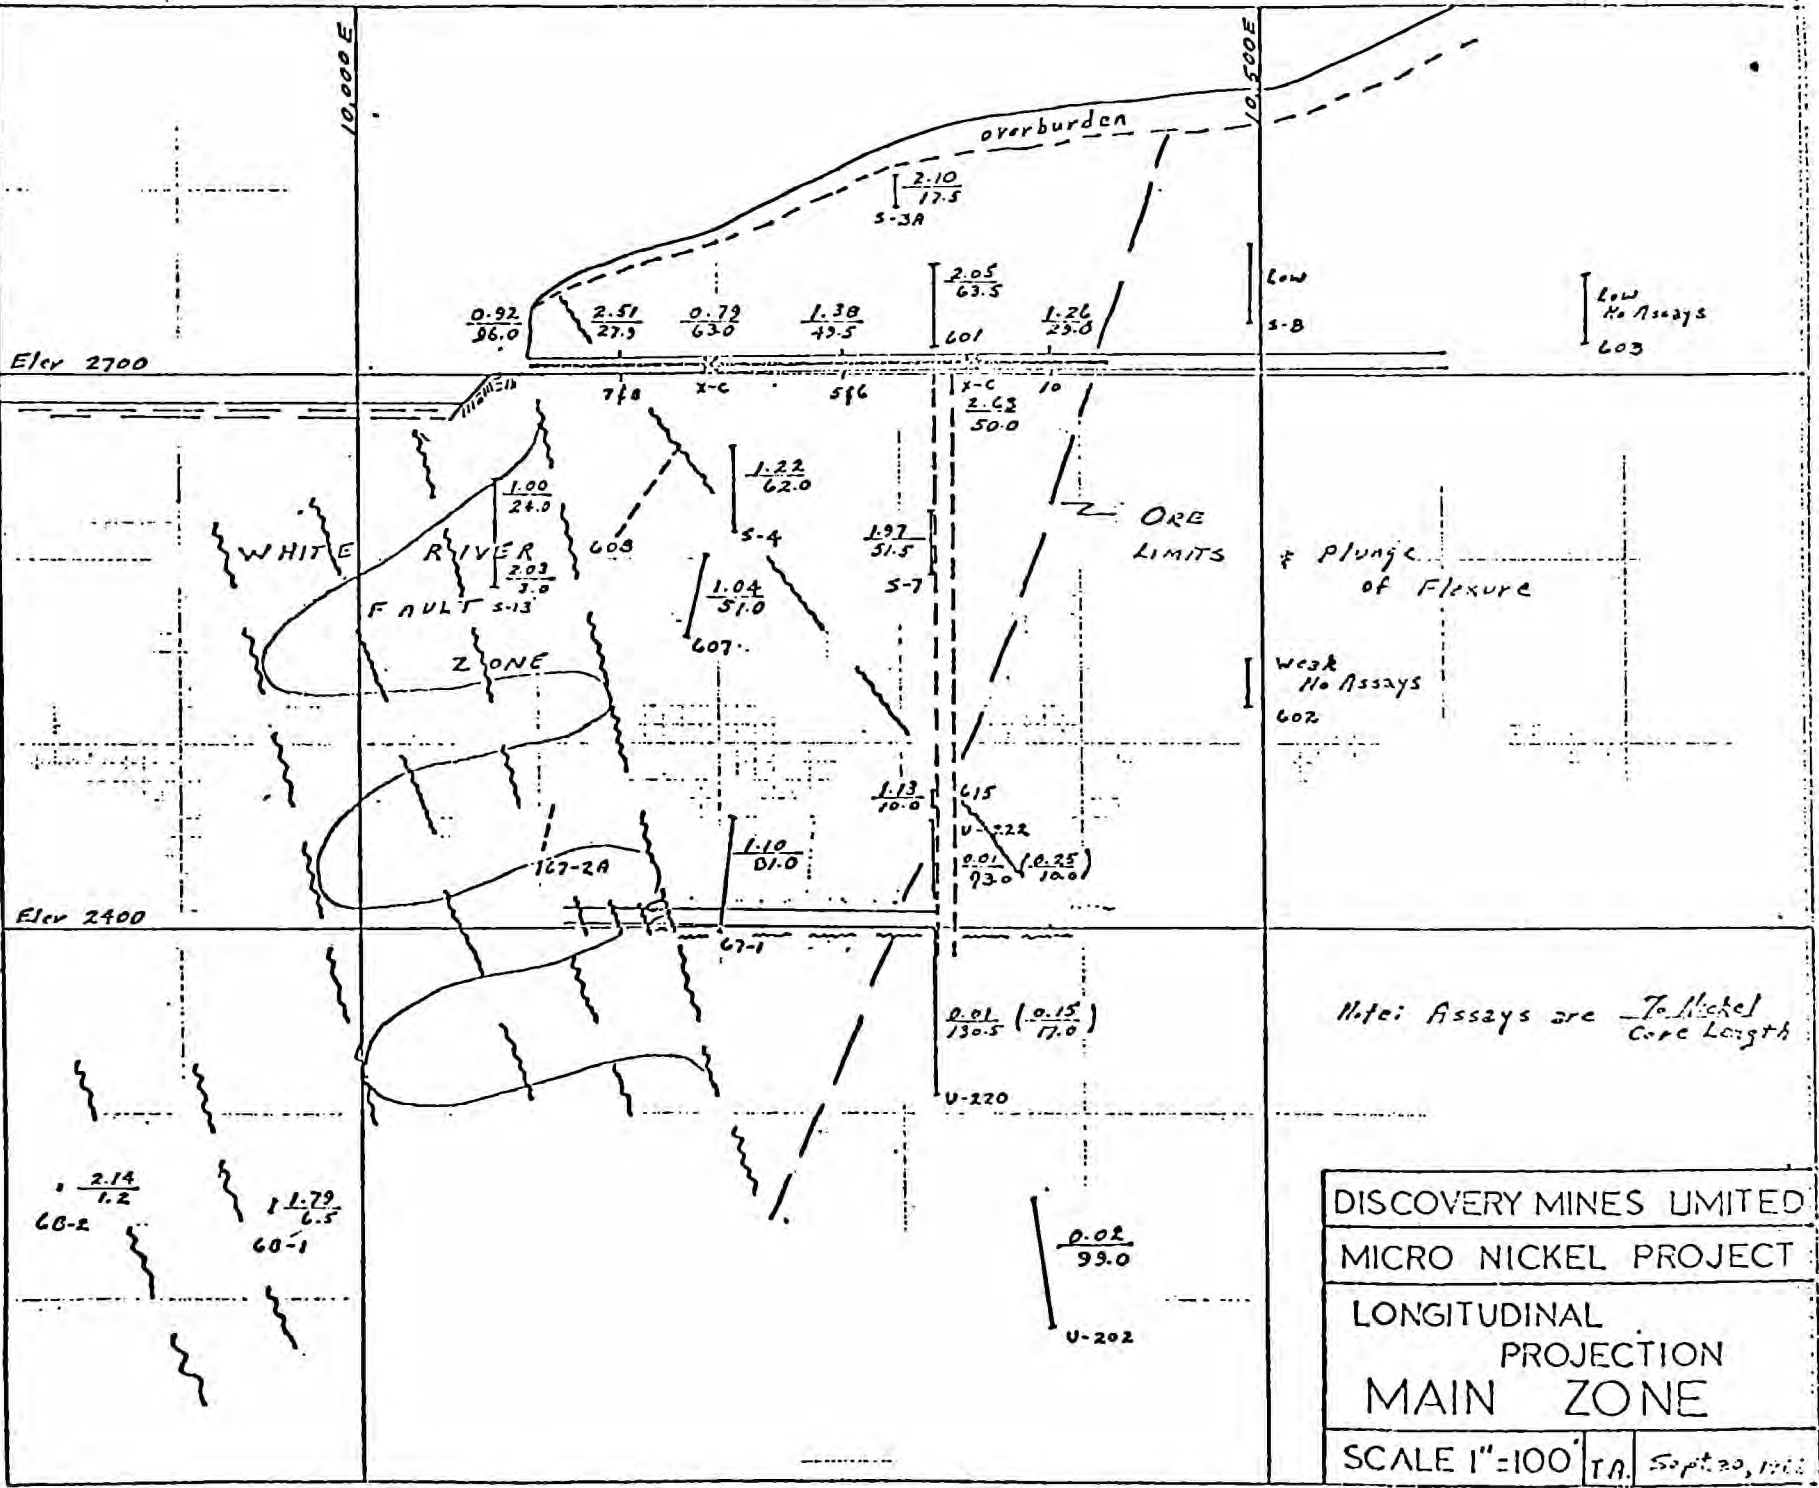 10,000 E
10,500 E
overburden
2.10
17.5
S-3A
2.05
63.5
601
Low
S-8
Low
No Assays
603
0.92
96.0
2.51
27.9
0.79
63.0
1.38
49.5
1.26
Elev 2700
7 & 8
X-C
5 & 6
X-C
10
2.63
50.0
1.00
24.0
1.22
62.0
S-4
608
1.97
51.5
S-7
ORE
LIMITS
& Plunge
of Flexure
WHITE RIVER
2.03
3.0
S-13
FAULT
ZONE
1.04
51.0
607
Weak
No Assays
602
1.13
10.0
615
U-222
0.01
73.0
(0.25
10.0)
1.10
81.0
167-2A
Elev 2400
67-1
0.01
130.5
(0.15
17.0)
U-220
Note: Assays are % Nickel
Core Length
2.14
1.2
68-2
1.79
6.5
68-1
0.02
99.0
U-202
DISCOVERY MINES LIMITED
MICRO NICKEL PROJECT
LONGITUDINAL
PROJECTION
MAIN ZONE
SCALE 1"=100' T.A. Sept 20,